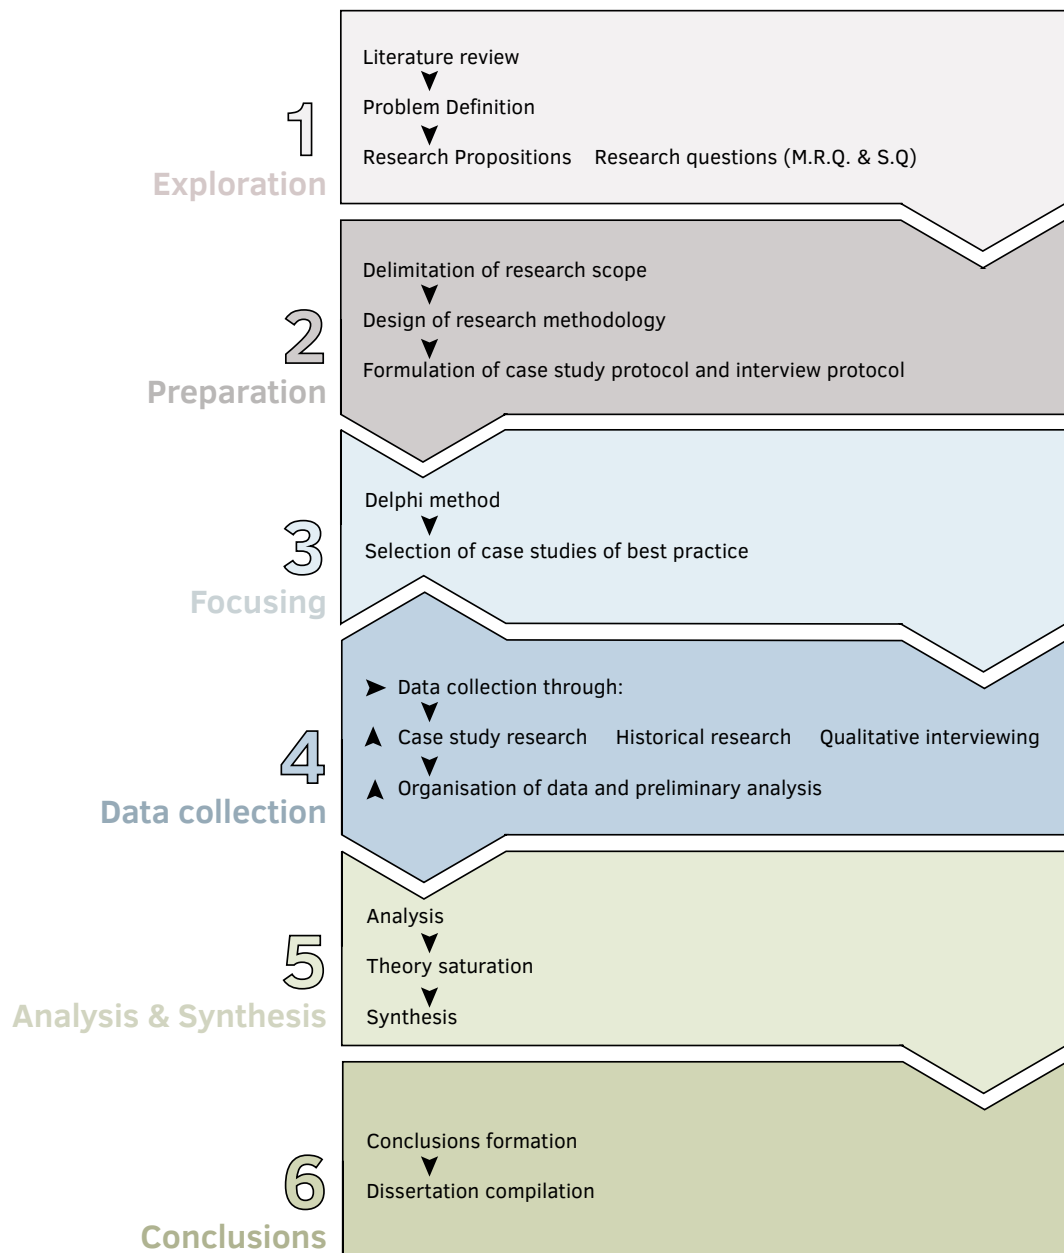 1
Exploration
Literature review
Problem Definition
Research Propositions Research questions (M.R.Q. & S.Q)
2
Preparation
Delimitation of research scope
Design of research methodology
Formulation of case study protocol and interview protocol
3
Focusing
Delphi method
Selection of case studies of best practice
4
Data collection
Data collection through:
Case study research Historical research Qualitative interviewing
Organisation of data and preliminary analysis
5
Analysis & Synthesis
Analysis
Theory saturation
Synthesis
6
Conclusions
Conclusions formation
Dissertation compilation